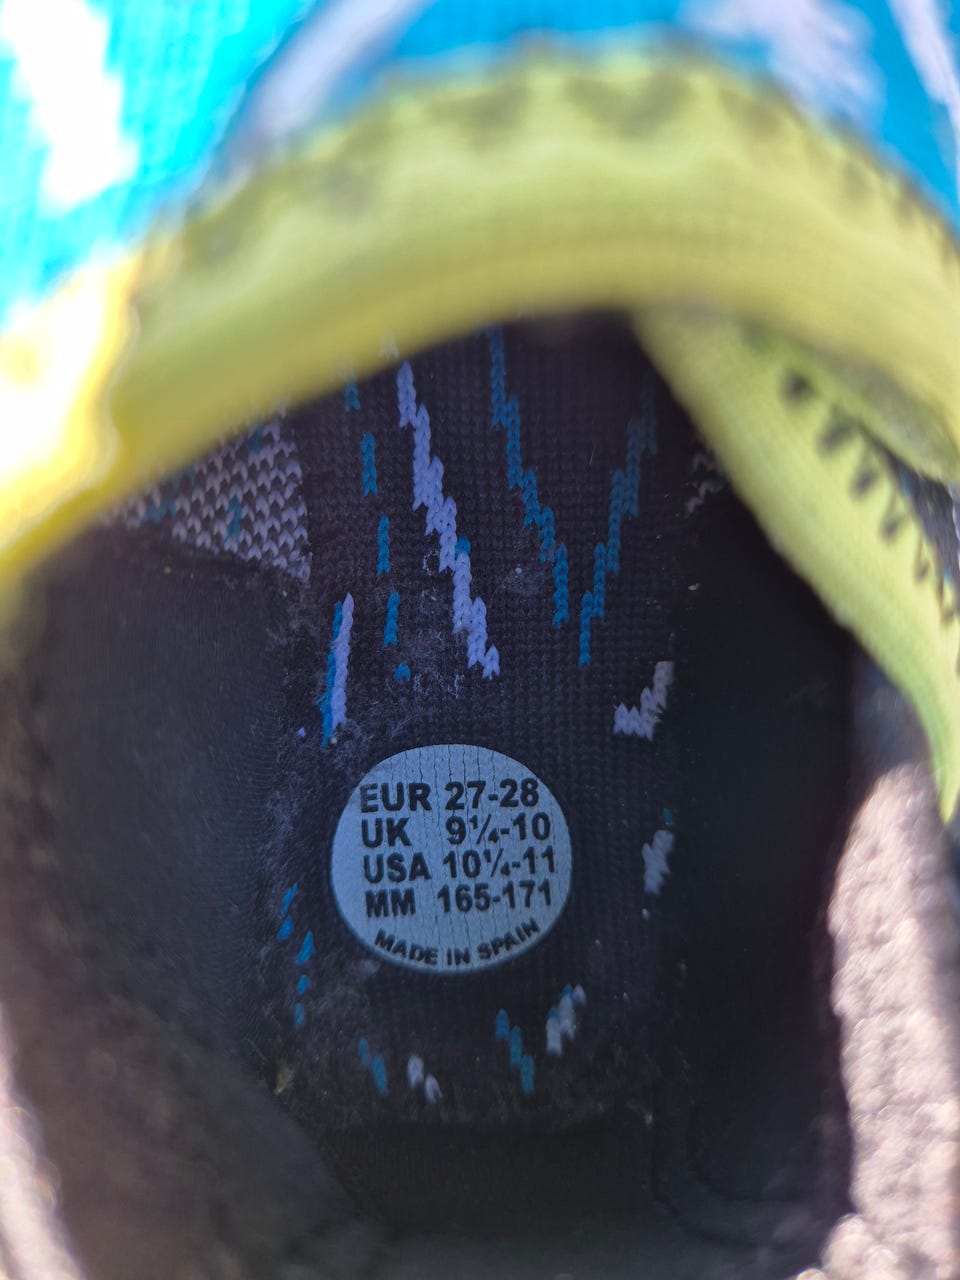 EUR 27-28
UK 9¼-10
USA 10¼-11
MM 165-171
MADE IN SPAIN